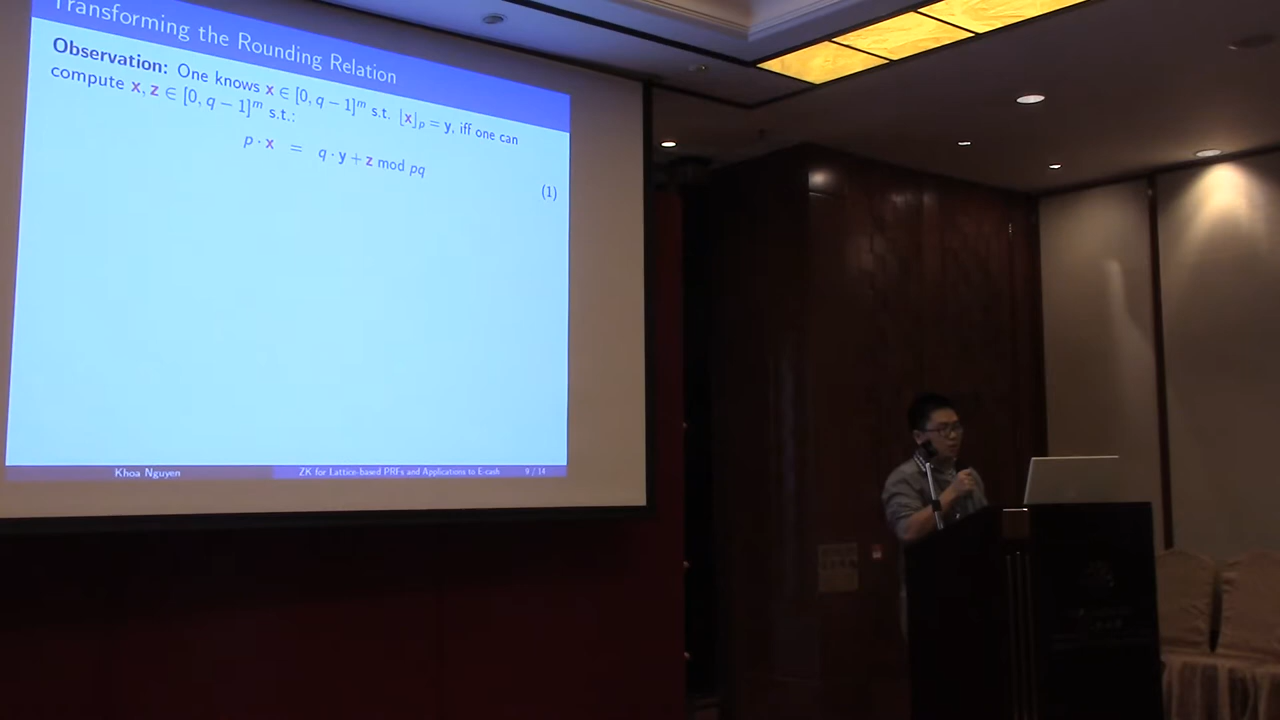 Transforming the Rounding Relation
Observation: One knows x ∈ [0, q − 1]^m s.t. ⌊x⌋_p = y, iff one can
compute x, z ∈ [0, q − 1]^m s.t.:
p · x = q · y + z mod pq
(1)
Khoa Nguyen ZK for Lattice-based PRFs and Applications to E-cash 9 / 14